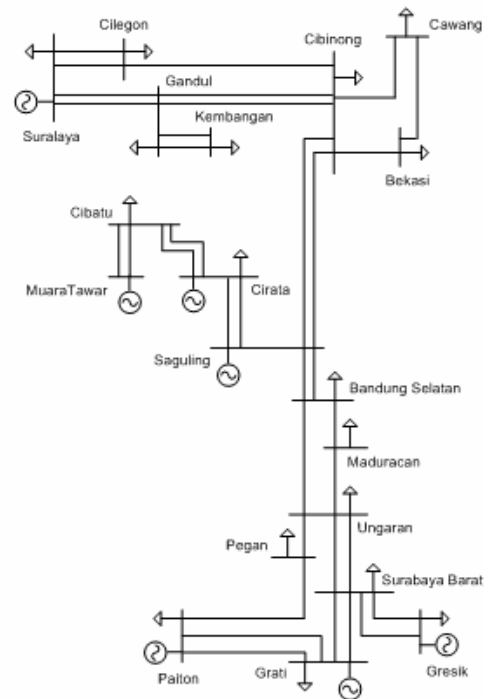 Cilegon
Cawang
Cibinong
Gandul
Kembangan
Suralaya
Bekasi
Cibatu
MuaraTawar
Cirata
Saguling
Bandung Selatan
Maduracan
Ungaran
Pegan
Surabaya Barat
Paiton
Grati
Gresik